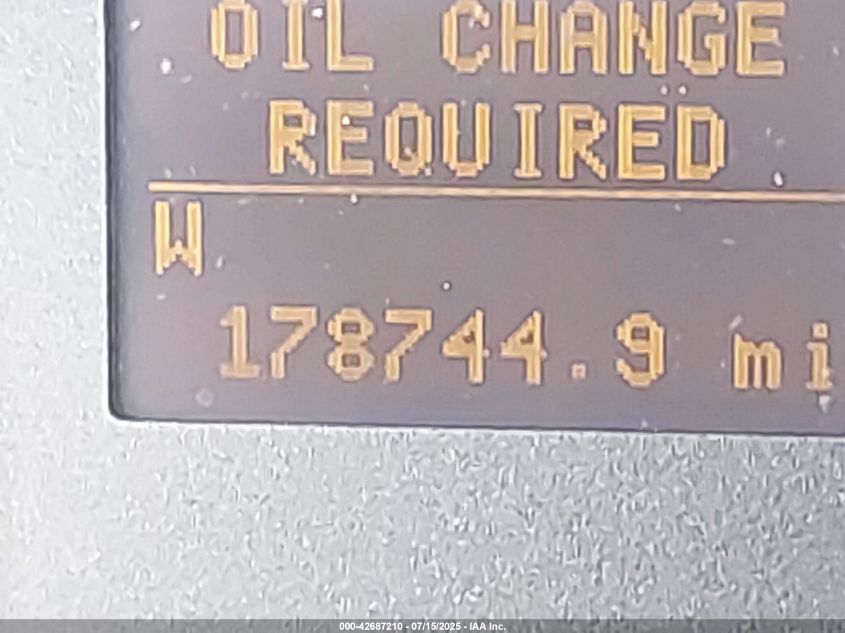 OIL CHANGE
REQUIRED
W
178744.9 mi
000-42687210 - 07/15/2025 - IAA Inc.